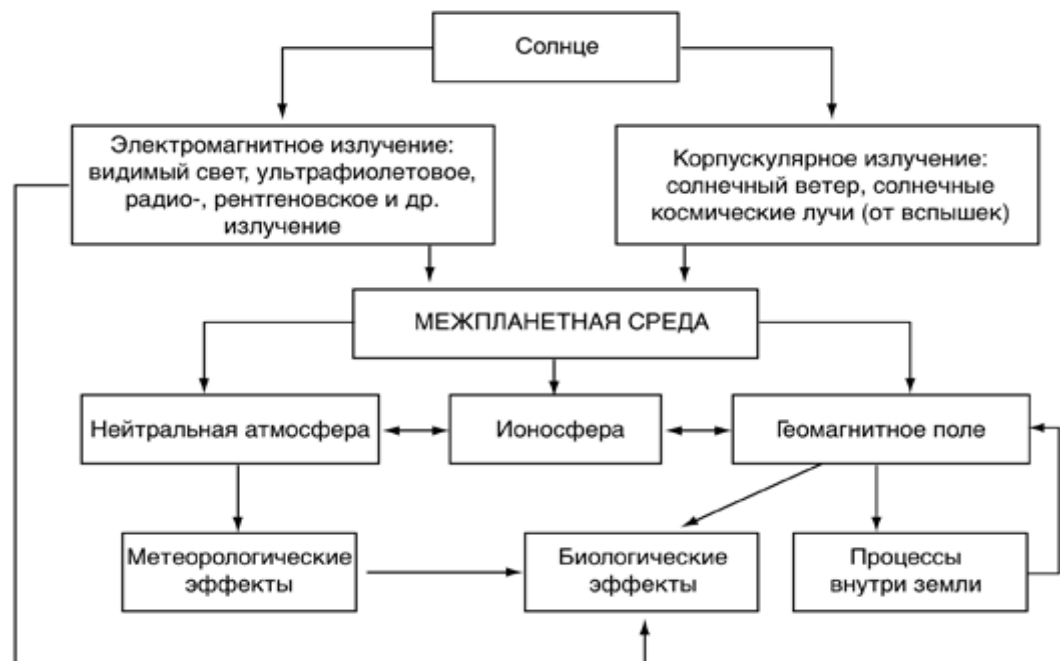 Солнце
Электромагнитное излучение:
видимый свет, ультрафиолетовое,
радио-, рентгеновское и др.
излучение
Корпускулярное излучение:
солнечный ветер, солнечные
космические лучи (от вспышек)
МЕЖПЛАНЕТНАЯ СРЕДА
Нейтральная атмосфера
Ионосфера
Геомагнитное поле
Метеорологические
эффекты
Биологические
эффекты
Процессы
внутри земли